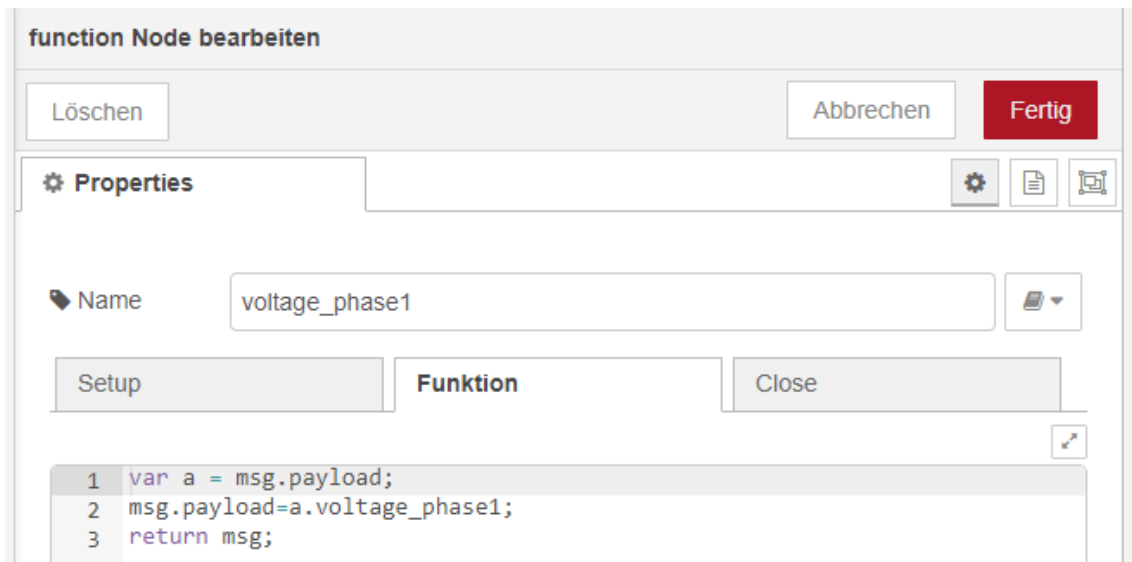 function Node bearbeiten
Löschen
Abbrechen
Fertig
Properties
Name
voltage_phase1
Setup
Funktion
Close
1 var a = msg.payload;
2 msg.payload=a.voltage_phase1;
3 return msg;